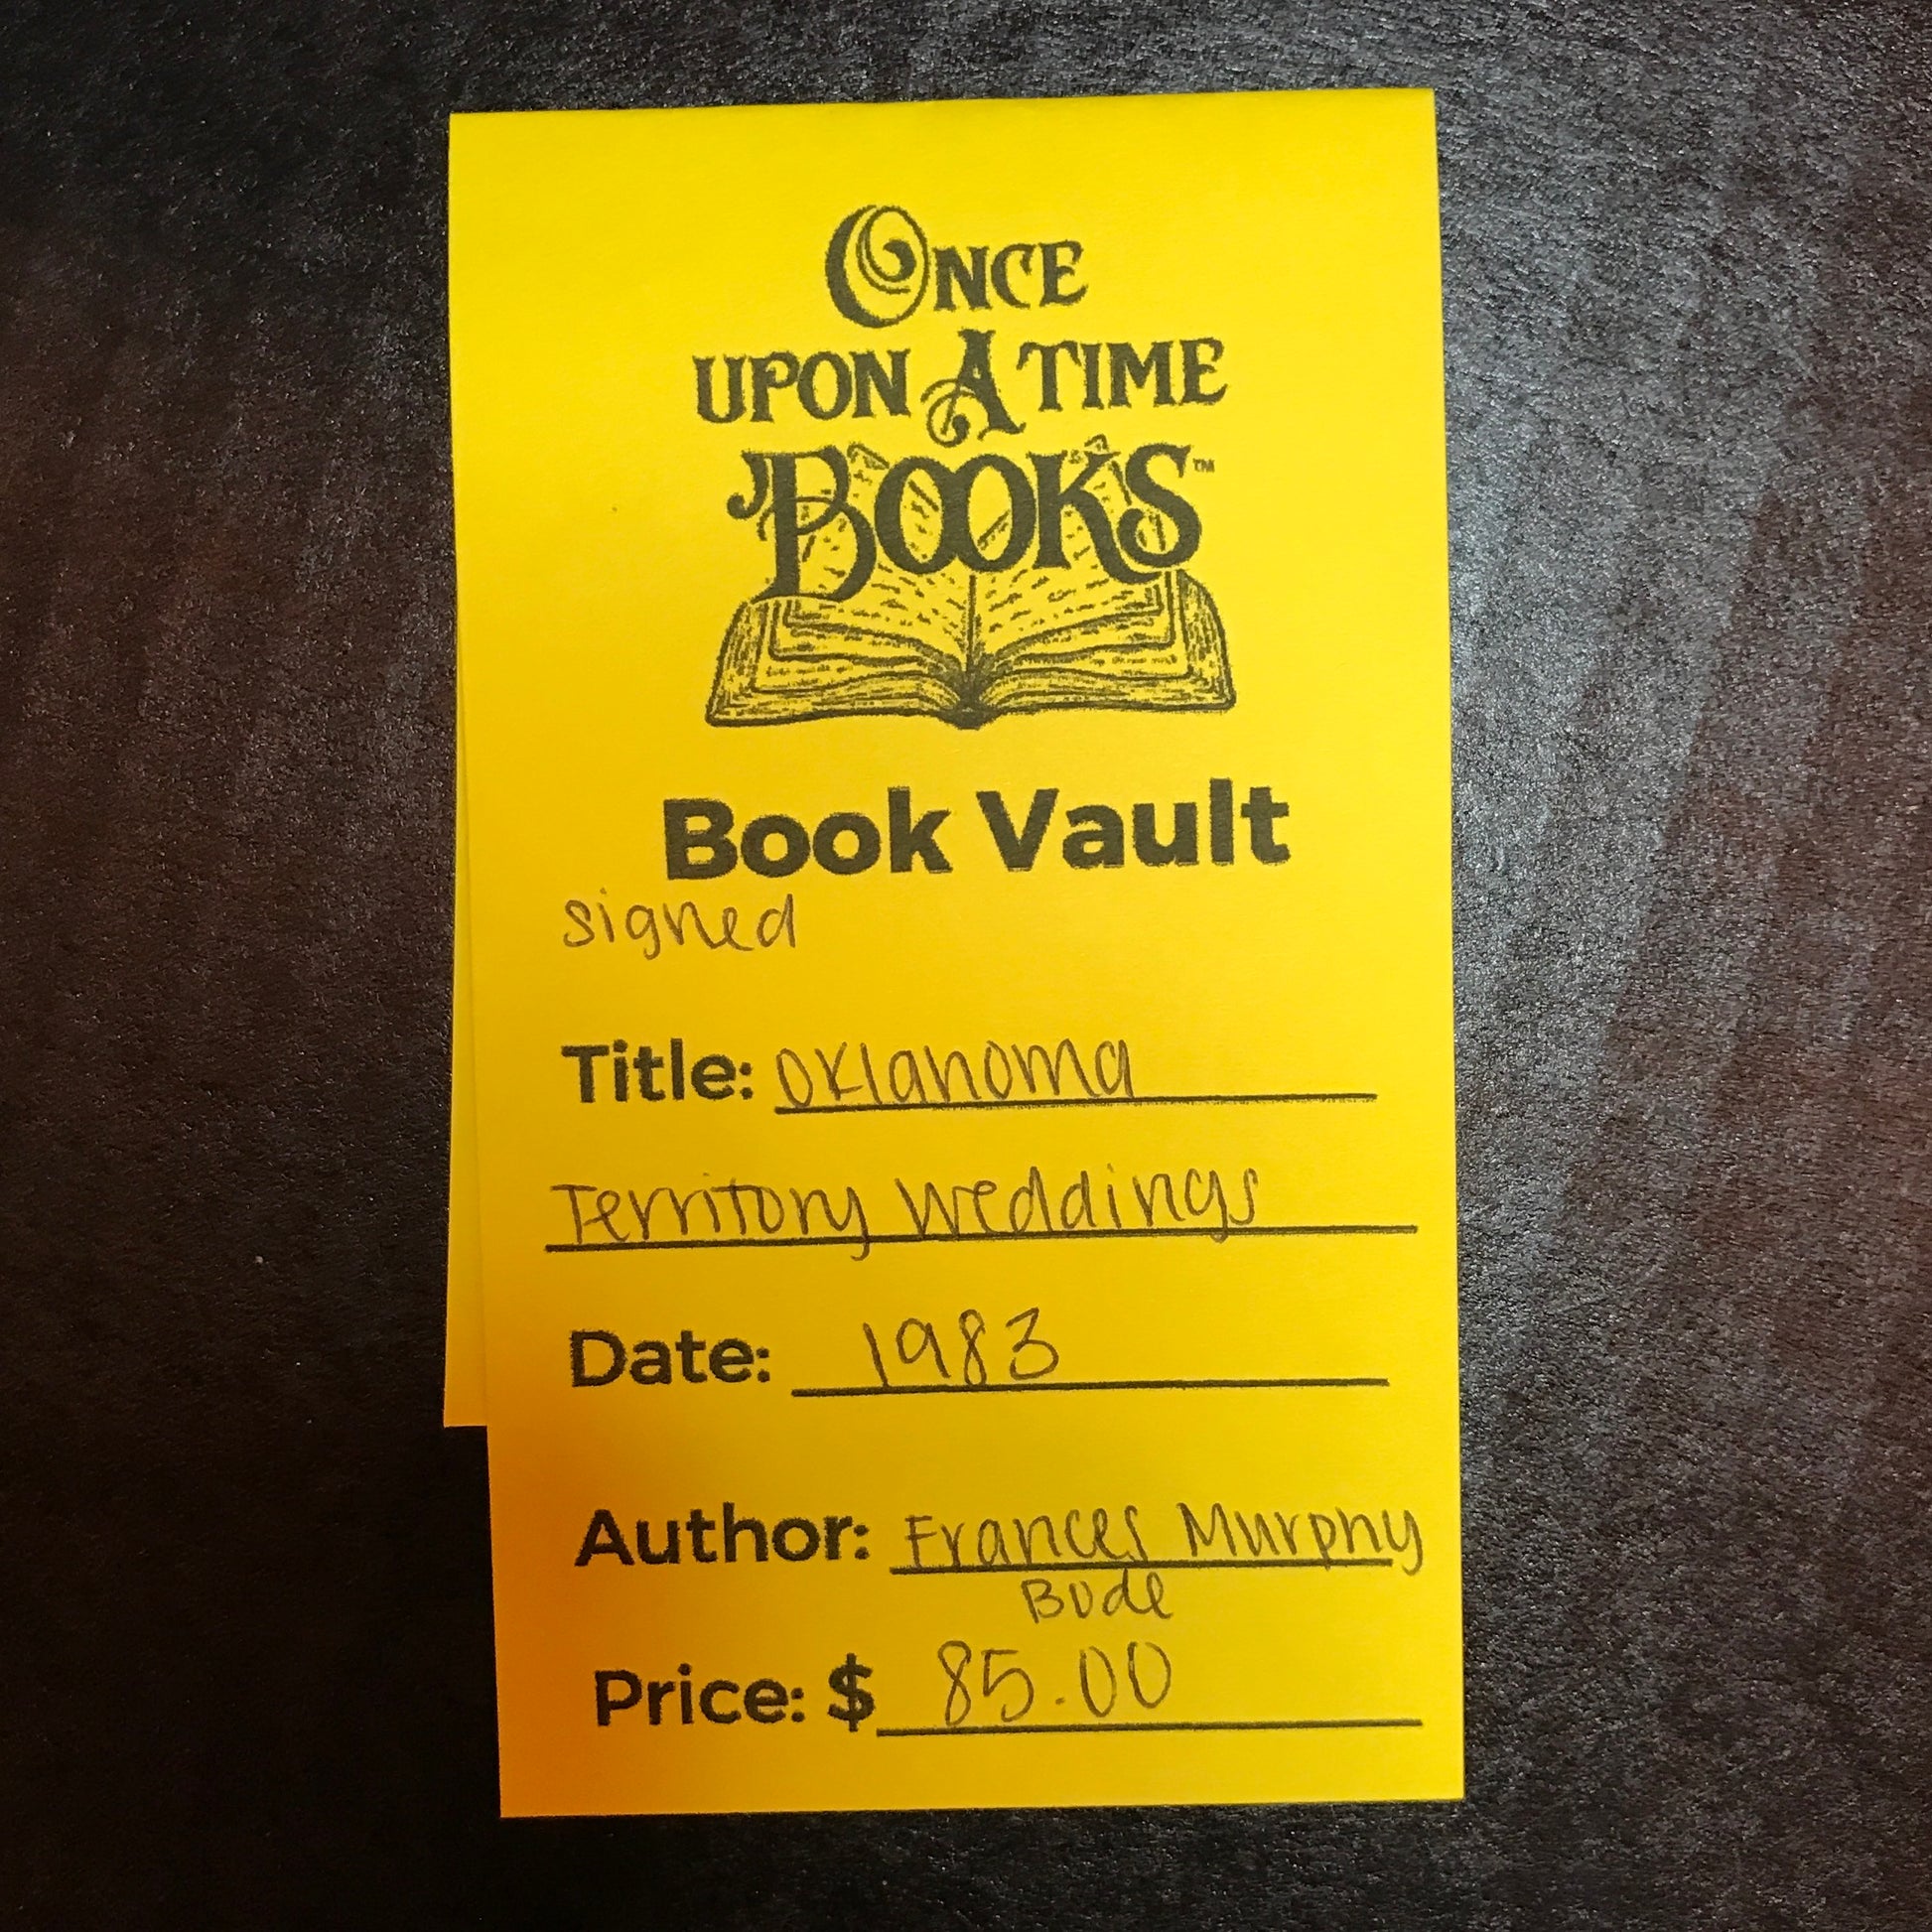 ONCE
UPON A TIME
BOOKS™
Book Vault
signed
Title: Oklahoma
Territory Weddings
Date: 1983
Author: Frances Murphy
Bode
Price: $ 85.00